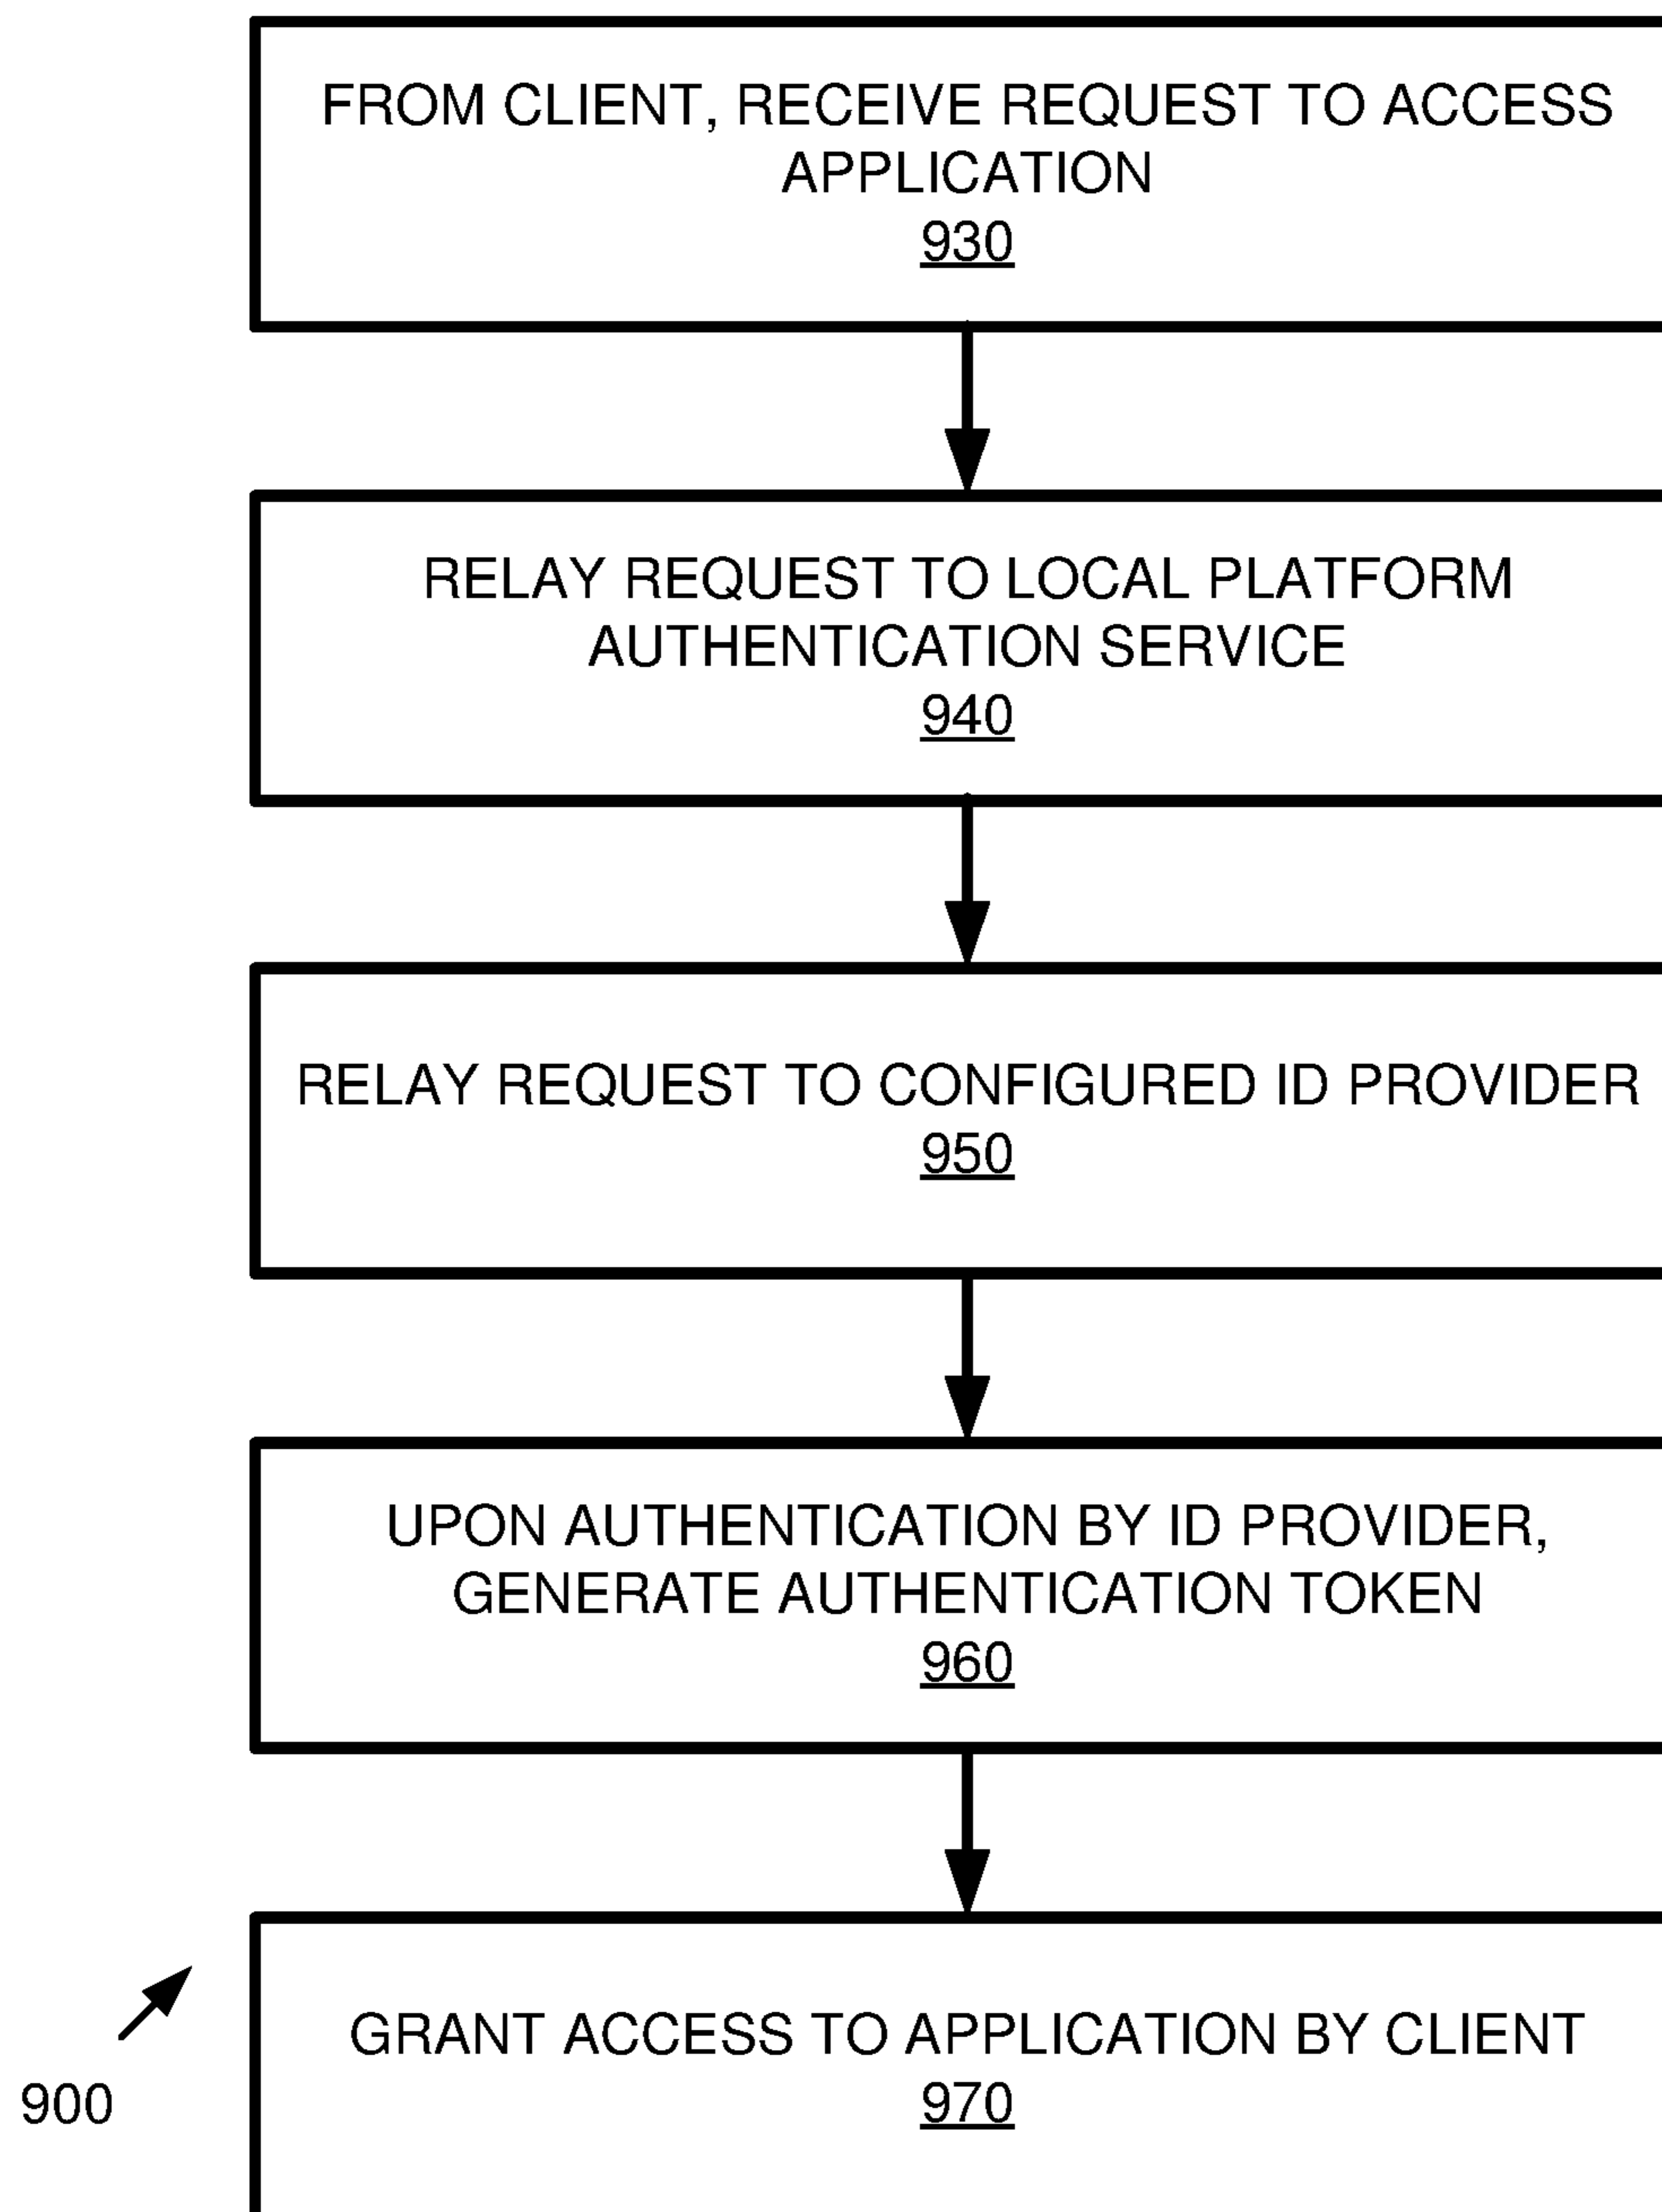 FROM CLIENT, RECEIVE REQUEST TO ACCESS
APPLICATION
930
RELAY REQUEST TO LOCAL PLATFORM
AUTHENTICATION SERVICE
940
RELAY REQUEST TO CONFIGURED ID PROVIDER
950
UPON AUTHENTICATION BY ID PROVIDER,
GENERATE AUTHENTICATION TOKEN
960
GRANT ACCESS TO APPLICATION BY CLIENT
970
900